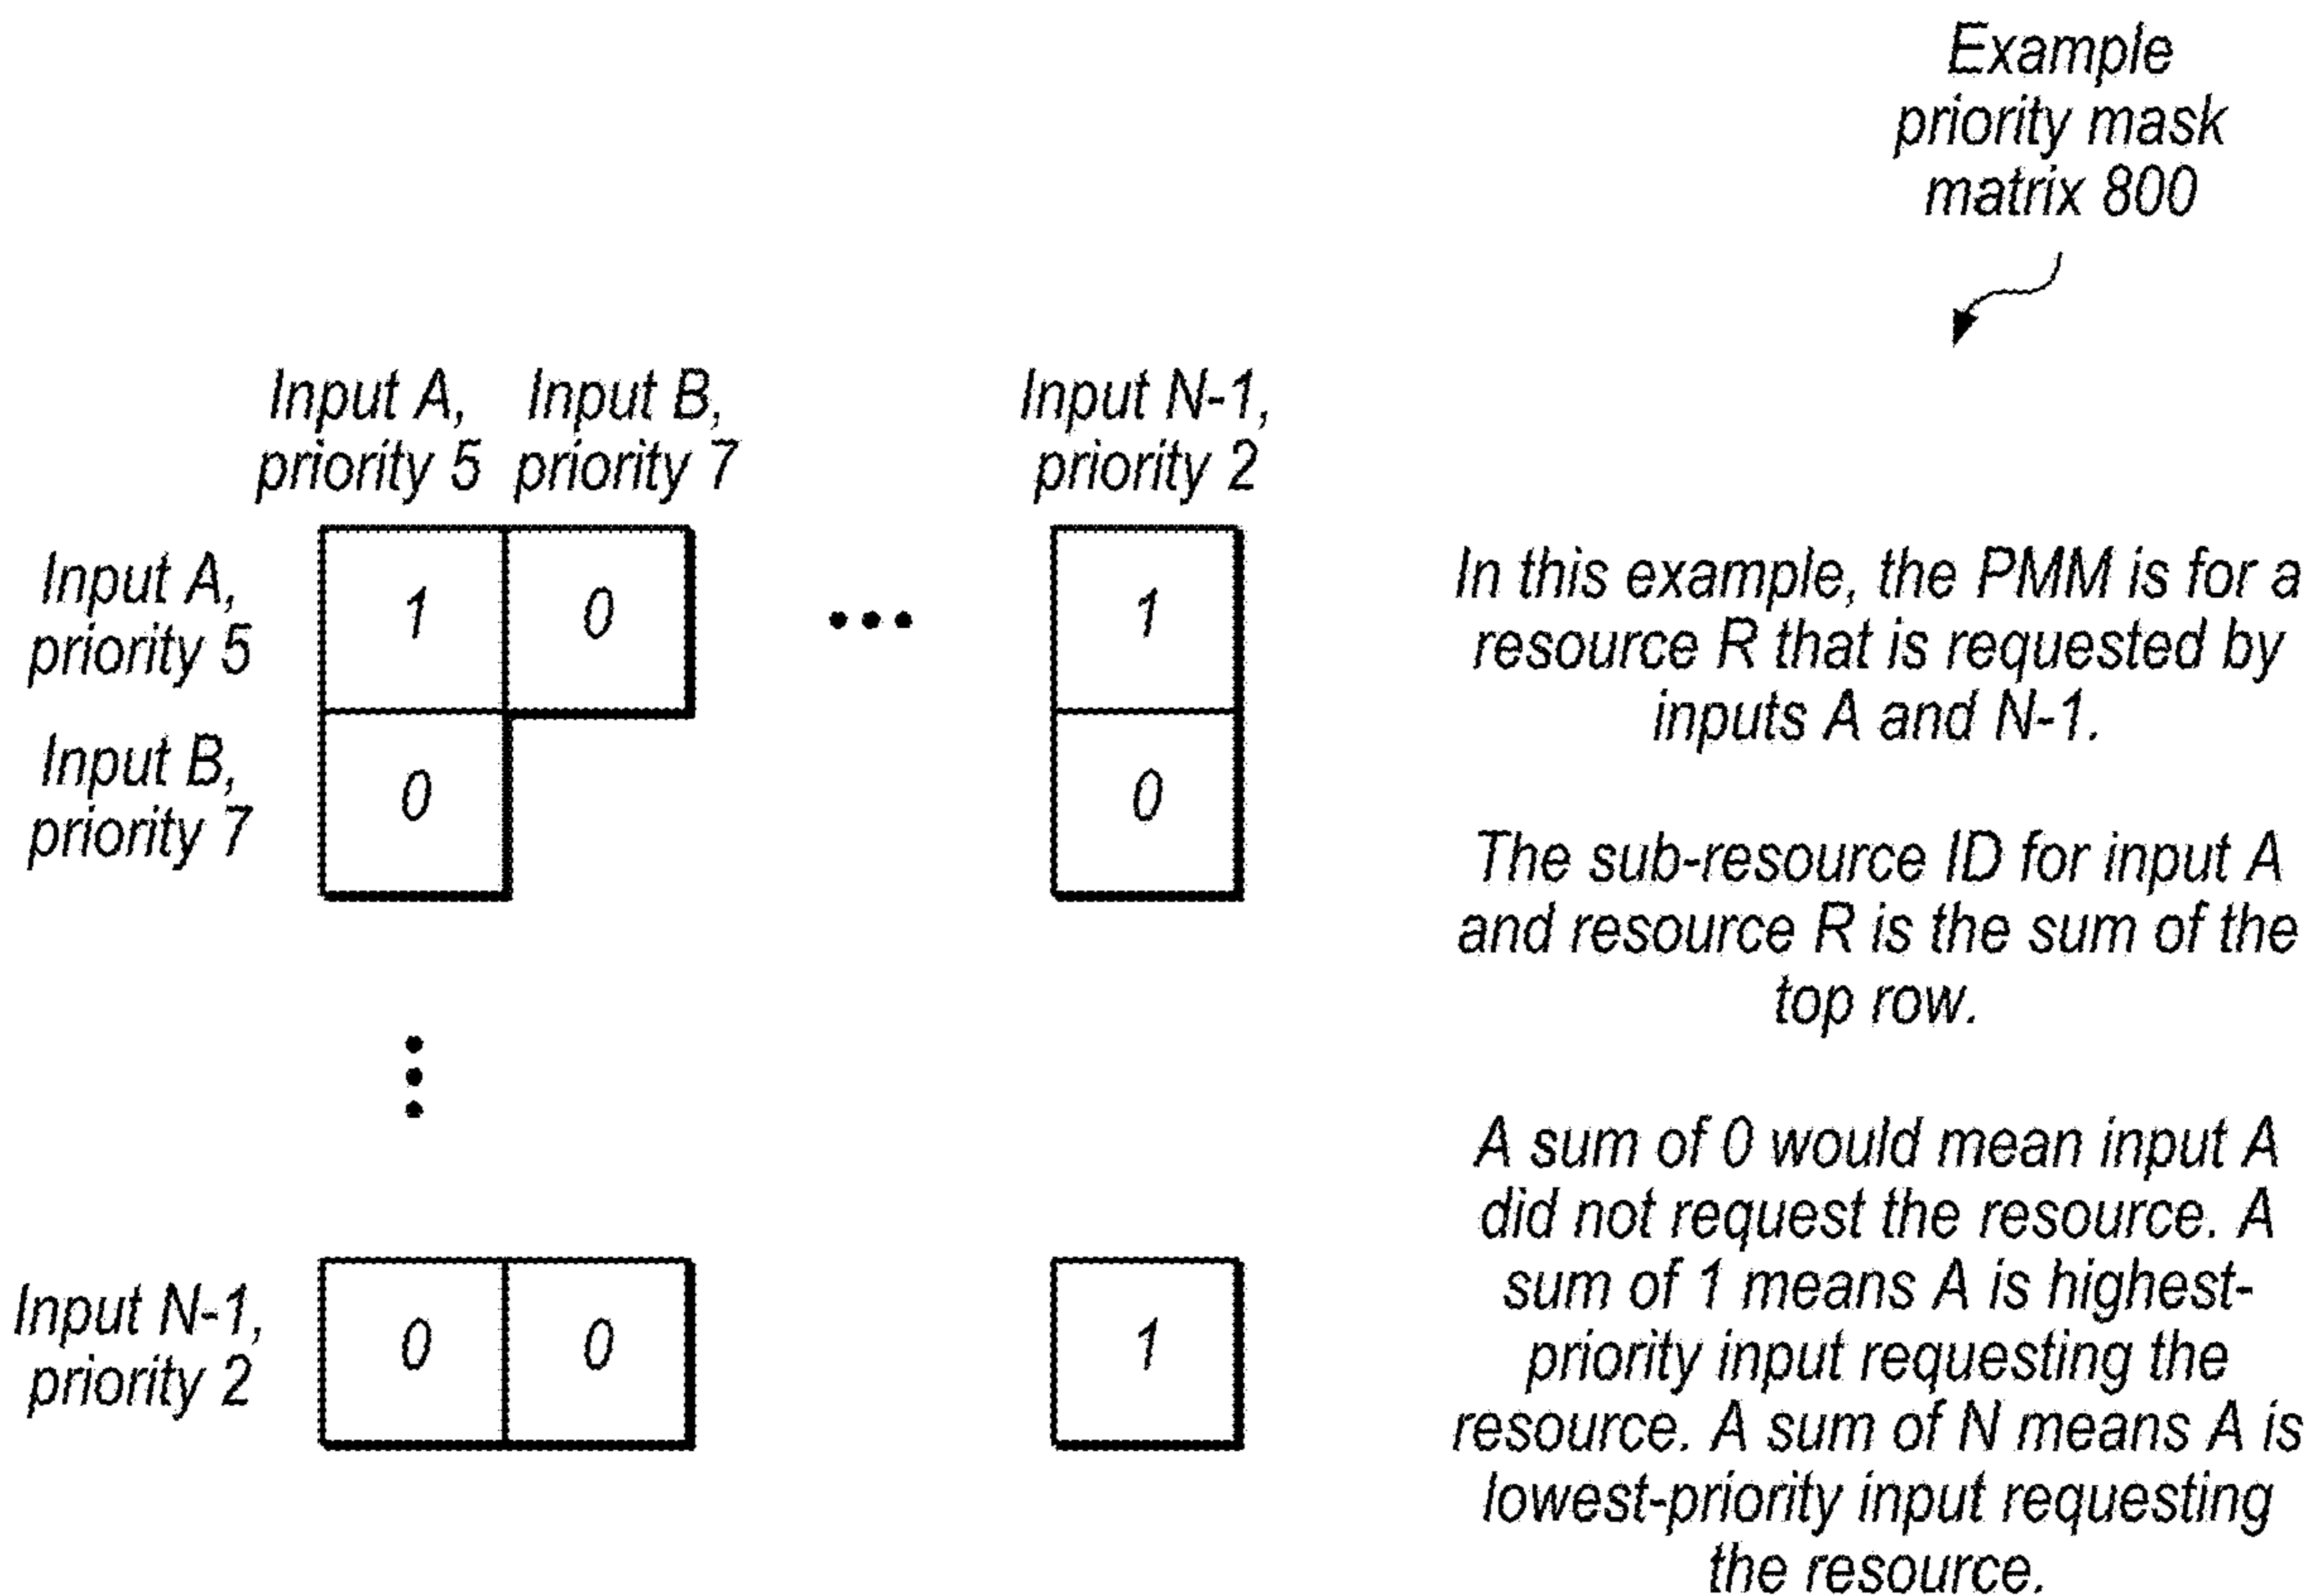 Example
priority mask
matrix 800
Input A,
priority 5
Input B,
priority 7
Input N-1,
priority 2
Input A,
priority 5
1
0
•••
1
Input B,
priority 7
0
0
Input N-1,
priority 2
0
0
1
In this example, the PMM is for a
resource R that is requested by
inputs A and N-1.
The sub-resource ID for input A
and resource R is the sum of the
top row.
A sum of 0 would mean input A
did not request the resource. A
sum of 1 means A is highest-
priority input requesting the
resource. A sum of N means A is
lowest-priority input requesting
the resource.